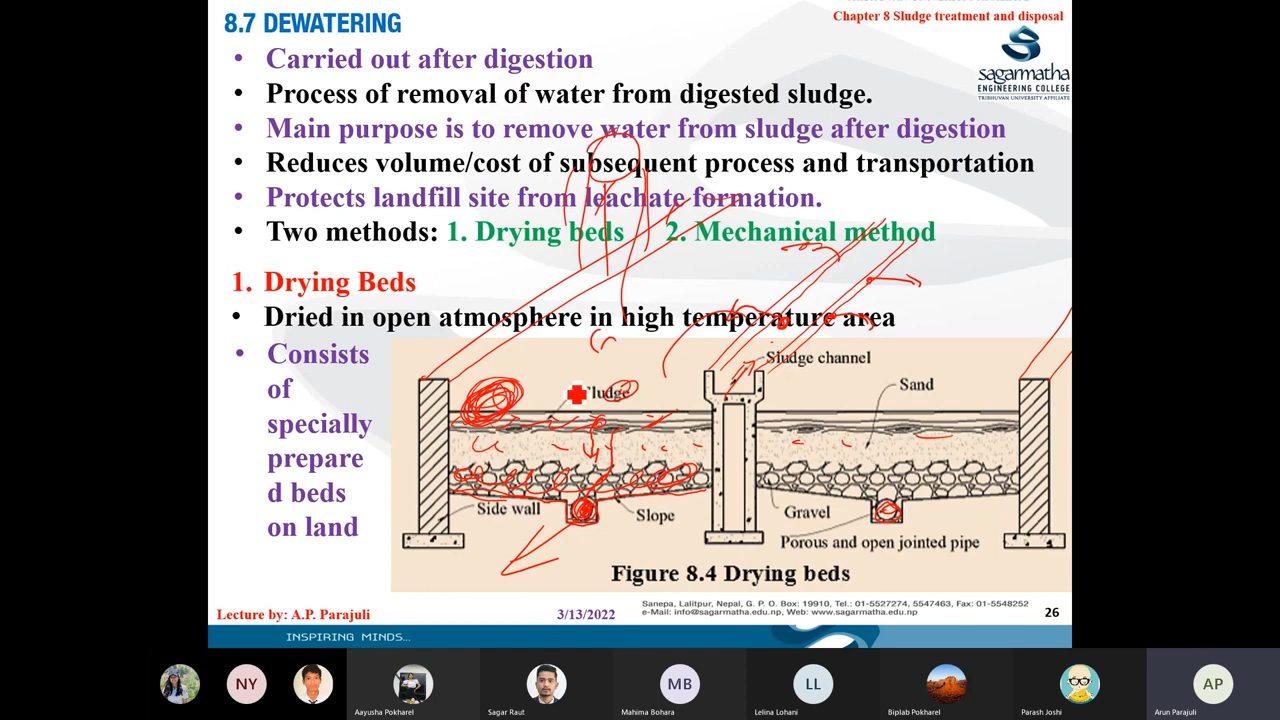 8.7 DEWATERING
Chapter 8 Sludge treatment and disposal
sagarmatha
ENGINEERING COLLEGE
TRIBHUVAN UNIVERSITY AFFILIATE
• Carried out after digestion
• Process of removal of water from digested sludge.
• Main purpose is to remove water from sludge after digestion
• Reduces volume/cost of subsequent process and transportation
• Protects landfill site from leachate formation.
• Two methods: 1. Drying beds 2. Mechanical method
1. Drying Beds
• Dried in open atmosphere in high temperature area
• Consists
of
specially
prepare
d beds
on land
Sludge channel
Sludge
Sand
Side wall
Slope
Gravel
Porous and open jointed pipe
Figure 8.4 Drying beds
Lecture by: A.P. Parajuli
3/13/2022
Sanepa, Lalitpur, Nepal, G. P. O. Box: 19910, Tel.: 01-5527274, 5547463, Fax: 01-5548252
e-Mail: info@sagarmatha.edu.np, Web: www.sagarmatha.edu.np
26
INSPIRING MINDS...
NY
MB
LL
AP
Aayusha Pokharel
Sagar Raut
Mahima Bohara
Lelina Lohani
Biplab Pokharel
Parash Joshi
Arun Parajuli